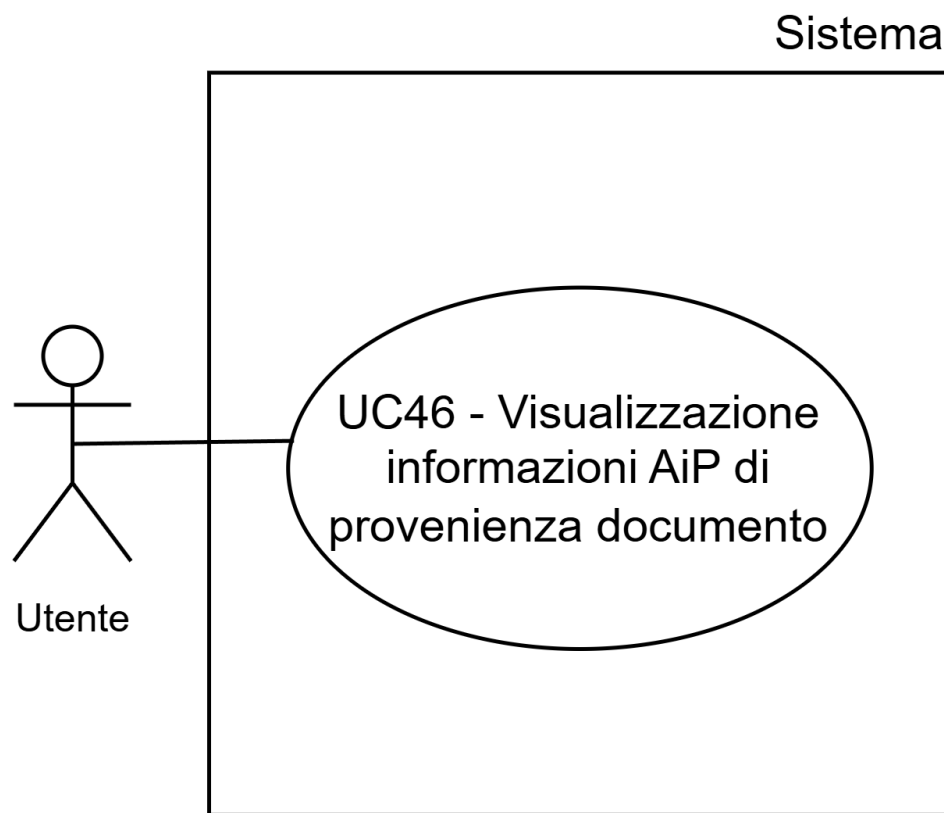 Sistema
UC46 - Visualizzazione
informazioni AiP di
provenienza documento
Utente